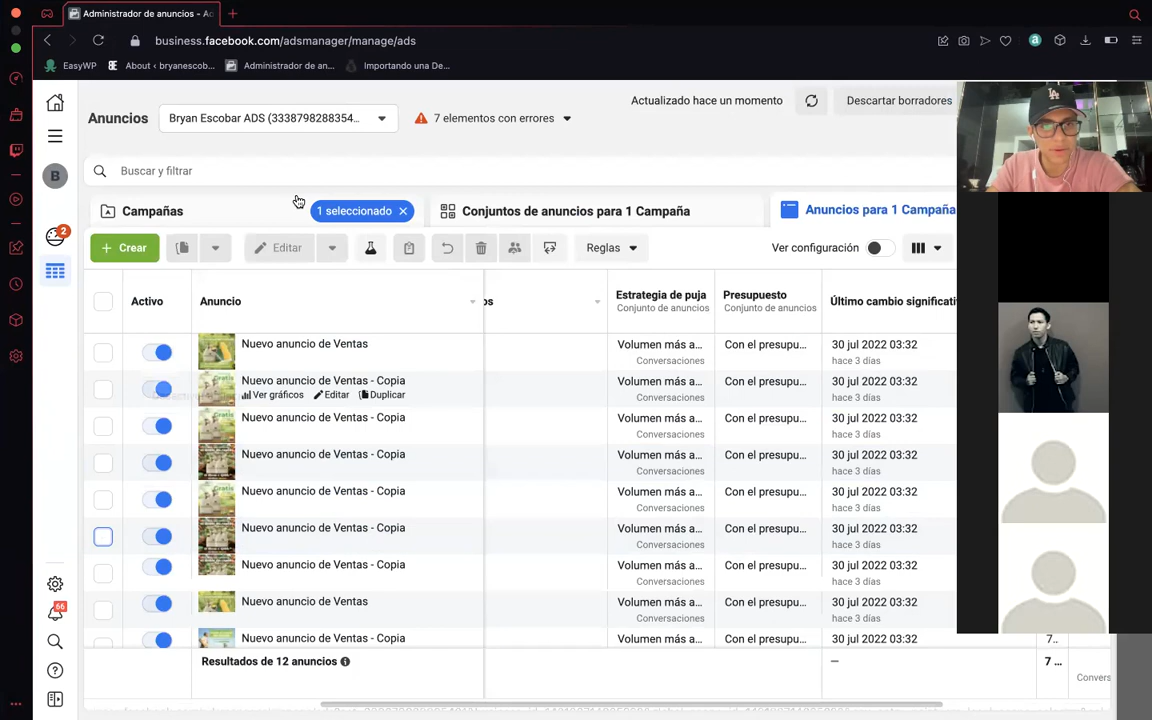 Administrador de anuncios - Ac
business.facebook.com/adsmanager/manage/ads
EasyWP
About ‹ bryanescob...
Administrador de an...
Importando una De...
Anuncios
Bryan Escobar ADS (3338798288354...
7 elementos con errores
Actualizado hace un momento
Descartar borradores
B
Buscar y filtrar
Campañas
1 seleccionado
Conjuntos de anuncios para 1 Campaña
Anuncios para 1 Campaña
2
+ Crear
Editar
Reglas
Ver configuración
Activo
Anuncio
os
Estrategia de puja
Conjunto de anuncios
Presupuesto
Conjunto de anuncios
Último cambio significati
Nuevo anuncio de Ventas
Volumen más a...
Conversaciones
Con el presupu...
30 jul 2022 03:32
hace 3 días
Nuevo anuncio de Ventas - Copia
Ver gráficos
Editar
Duplicar
Volumen más a...
Conversaciones
Con el presupu...
30 jul 2022 03:32
hace 3 días
Nuevo anuncio de Ventas - Copia
Volumen más a...
Conversaciones
Con el presupu...
30 jul 2022 03:32
hace 3 días
Nuevo anuncio de Ventas - Copia
Volumen más a...
Conversaciones
Con el presupu...
30 jul 2022 03:32
hace 3 días
Nuevo anuncio de Ventas - Copia
Volumen más a...
Conversaciones
Con el presupu...
30 jul 2022 03:32
hace 3 días
Nuevo anuncio de Ventas - Copia
Volumen más a...
Conversaciones
Con el presupu...
30 jul 2022 03:32
hace 3 días
Nuevo anuncio de Ventas - Copia
Volumen más a...
Conversaciones
Con el presupu...
30 jul 2022 03:32
hace 3 días
Nuevo anuncio de Ventas
Volumen más a...
Conversaciones
Con el presupu...
30 jul 2022 03:32
hace 3 días
Nuevo anuncio de Ventas - Copia
Volumen más a...
Con el presupu...
30 jul 2022 03:32
7..
66
Resultados de 12 anuncios
—
7 ...
Convers